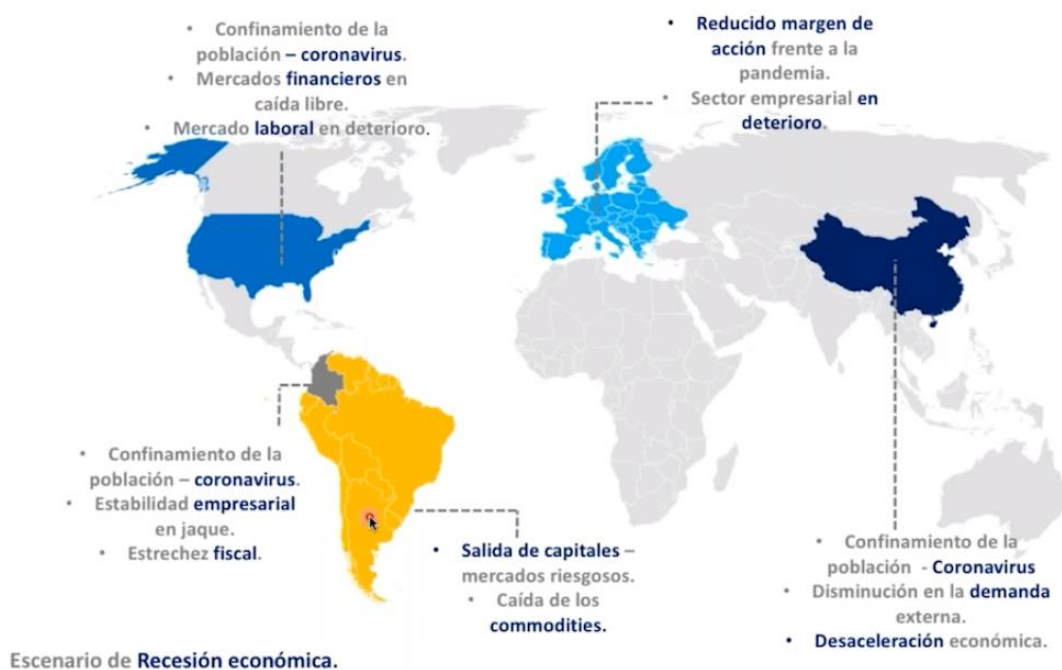 • Confinamiento de la
población – coronavirus.
• Mercados financieros en
caída libre.
• Mercado laboral en deterioro.
• Reducido margen de
acción frente a la
pandemia.
• Sector empresarial en
deterioro.
• Confinamiento de la
población – coronavirus.
• Estabilidad empresarial
en jaque.
• Estrechez fiscal.
• Salida de capitales –
mercados riesgosos.
• Caída de los
commodities.
• Confinamiento de la
población - Coronavirus
• Disminución en la demanda
externa.
• Desaceleración económica.
Escenario de Recesión económica.